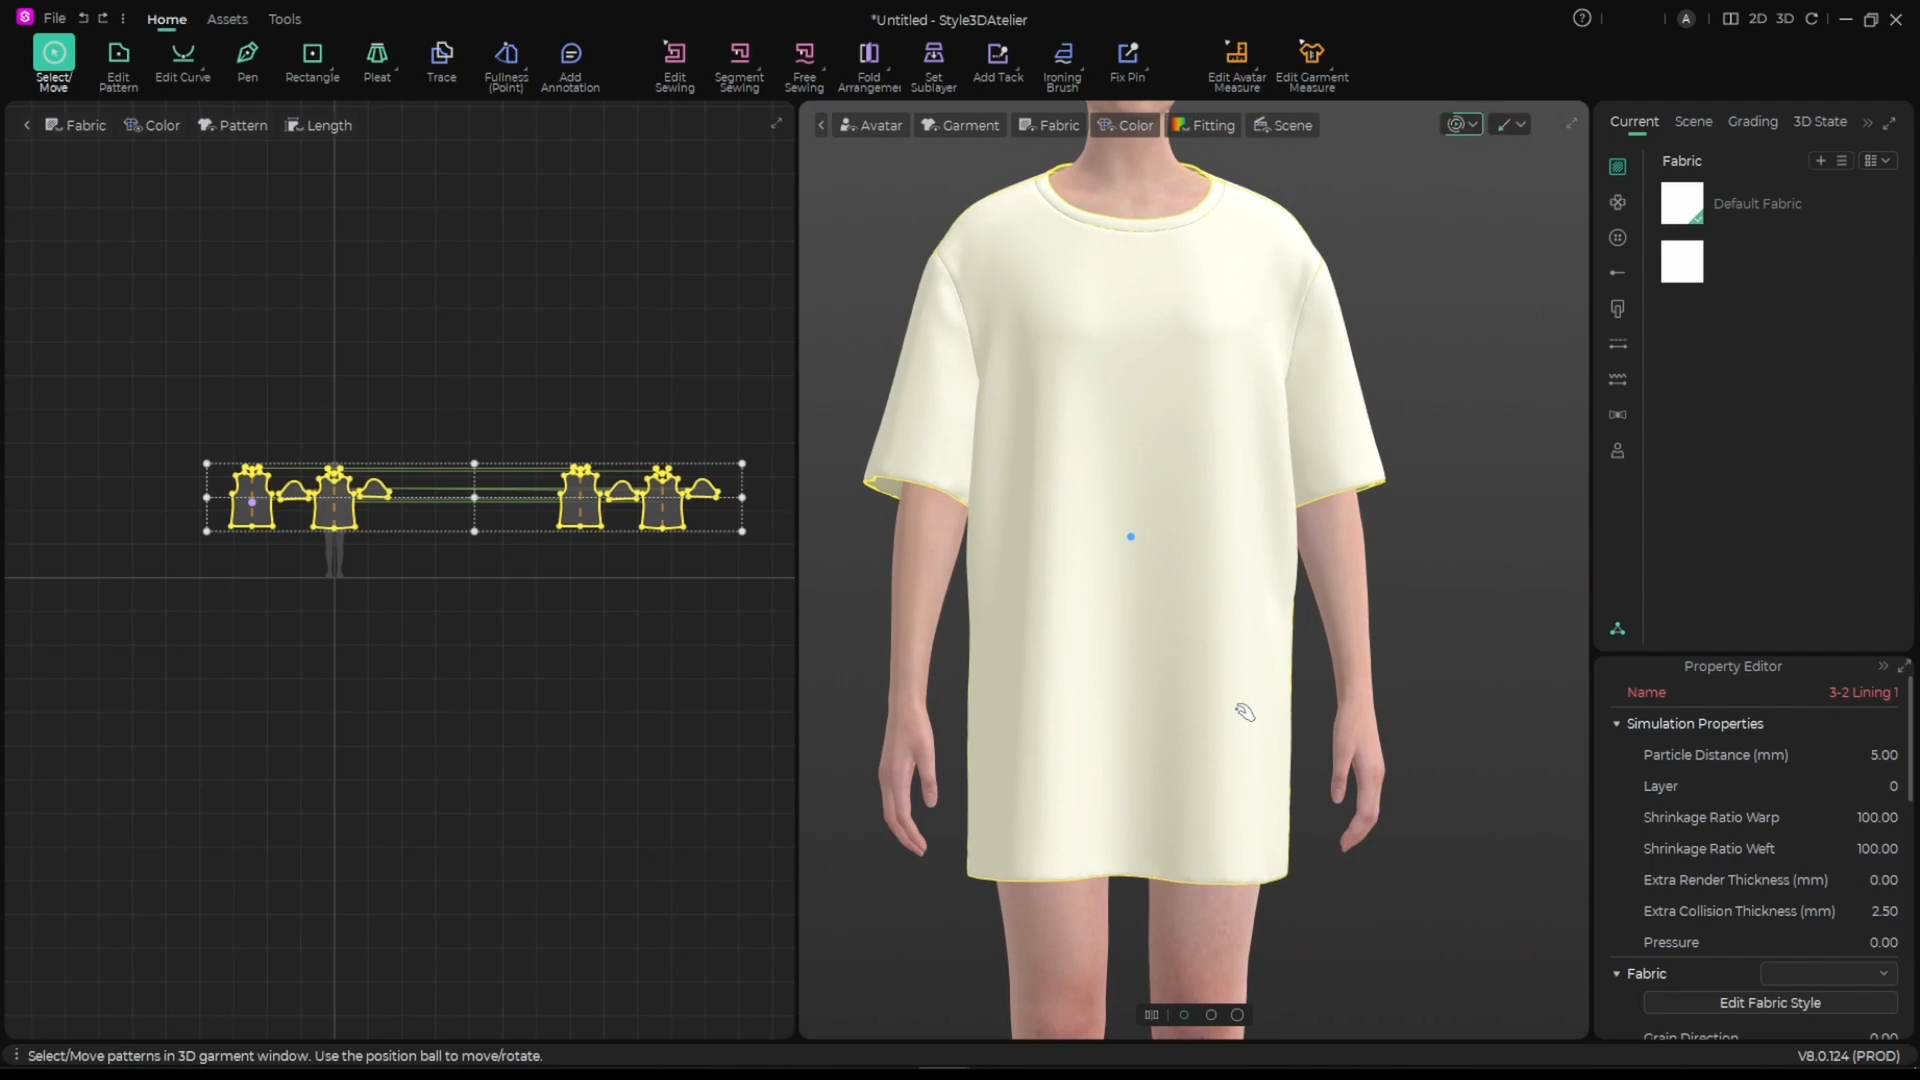 File
Home
Assets
Tools
*Untitled - Style3DAtelier
A
2D
3D
Select/
Move
Edit
Pattern
Edit Curve
Pen
Rectangle
Pleat
Trace
Fullness
(Point)
Add
Annotation
Edit
Sewing
Segment
Sewing
Free
Sewing
Fold
Arrangemer
Set
Sublayer
Add Tack
Ironing
Brush
Fix Pin
Edit Avatar
Measure
Edit Garment
Measure
Fabric
Color
Pattern
Length
Avatar
Garment
Fabric
Color
Fitting
Scene
Current
Scene
Grading
3D State
Fabric
Default Fabric
Property Editor
Name 3-2 Lining 1
Simulation Properties
Particle Distance (mm) 5.00
Layer 0
Shrinkage Ratio Warp 100.00
Shrinkage Ratio Weft 100.00
Extra Render Thickness (mm) 0.00
Extra Collision Thickness (mm) 2.50
Pressure 0.00
Fabric
Edit Fabric Style
Grain Direction 0.00
Select/Move patterns in 3D garment window. Use the position ball to move/rotate.
V8.0.124 (PROD)